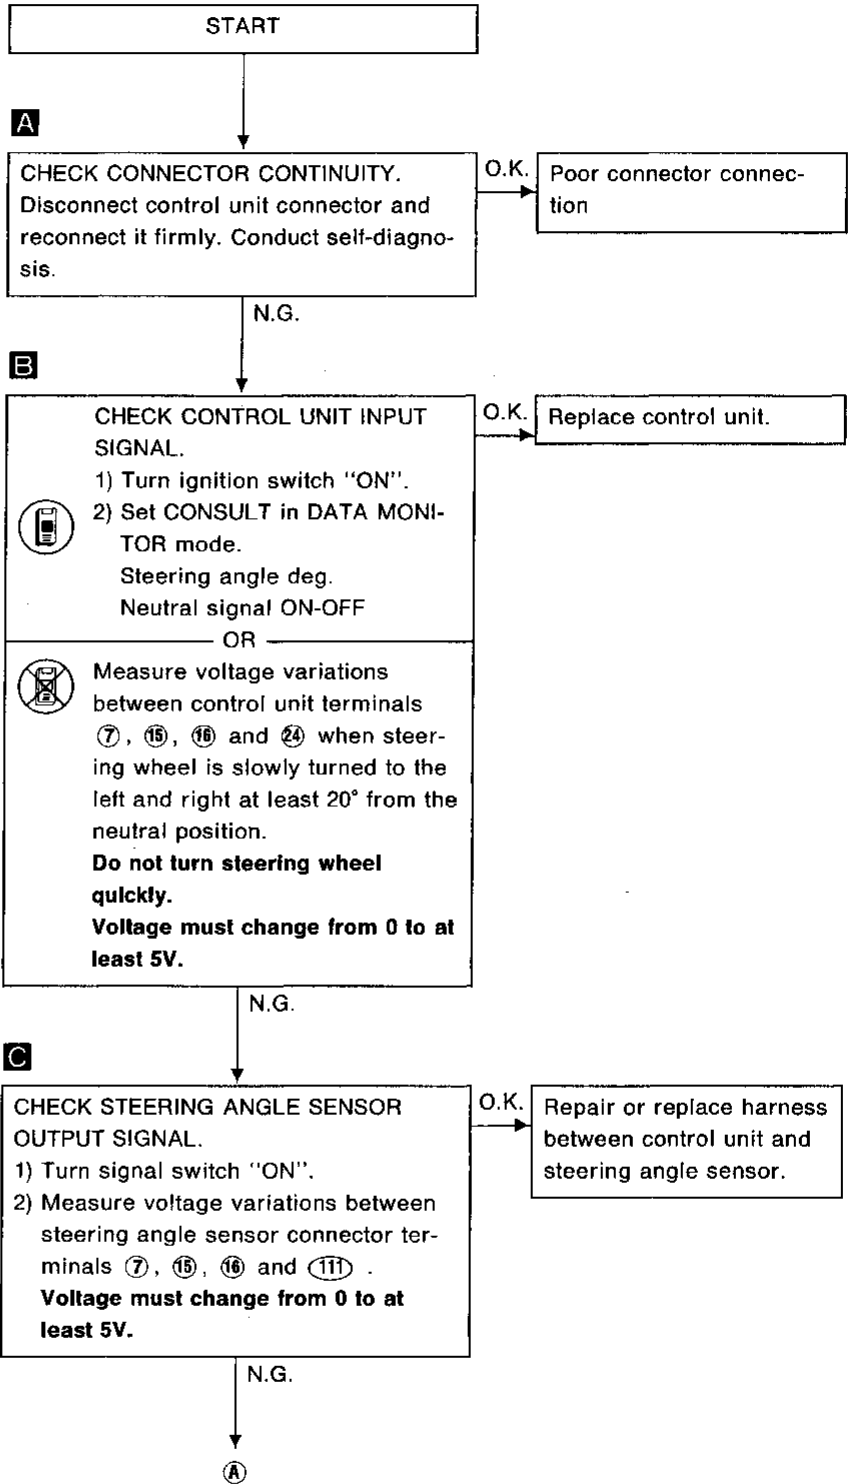 START
A
CHECK CONNECTOR CONTINUITY.
Disconnect control unit connector and
reconnect it firmly. Conduct self-diagno-
sis.
O.K.
Poor connector connec-
tion
N.G.
B
CHECK CONTROL UNIT INPUT
SIGNAL.
1) Turn ignition switch "ON".
2) Set CONSULT in DATA MONI-
TOR mode.
Steering angle deg.
Neutral signal ON-OFF
OR
Measure voltage variations
between control unit terminals
⑦, ⑮, ⑯ and ㉔ when steer-
ing wheel is slowly turned to the
left and right at least 20° from the
neutral position.
Do not turn steering wheel
quickly.
Voltage must change from 0 to at
least 5V.
O.K.
Replace control unit.
N.G.
C
CHECK STEERING ANGLE SENSOR
OUTPUT SIGNAL.
1) Turn signal switch "ON".
2) Measure voltage variations between
steering angle sensor connector ter-
minals ⑦, ⑮, ⑯ and (111) .
Voltage must change from 0 to at
least 5V.
O.K.
Repair or replace harness
between control unit and
steering angle sensor.
N.G.
Ⓐ